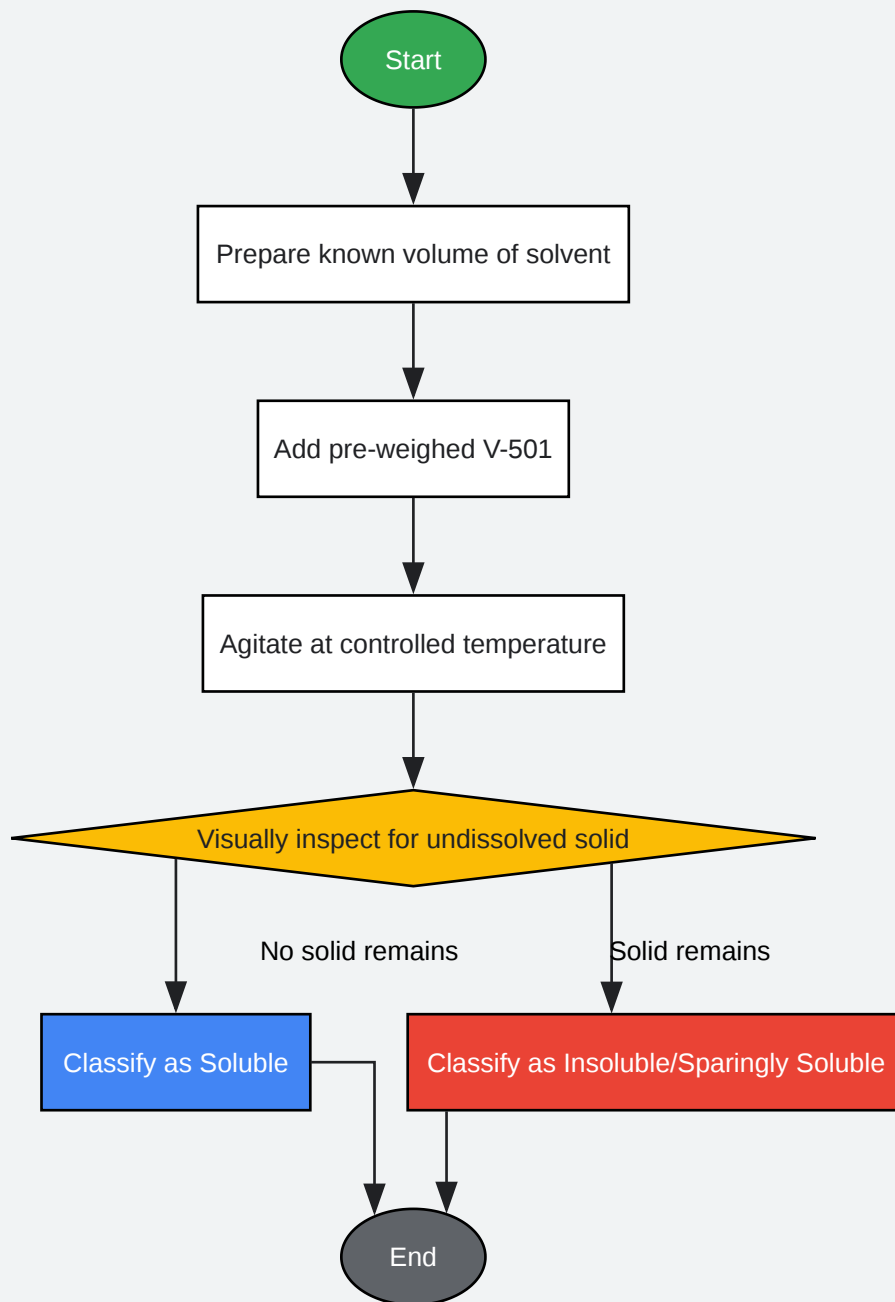 Start
Prepare known volume of solvent
Add pre-weighed V-501
Agitate at controlled temperature
Visually inspect for undissolved solid
No solid remains
Solid remains
Classify as Soluble
Classify as Insoluble/Sparingly Soluble
End